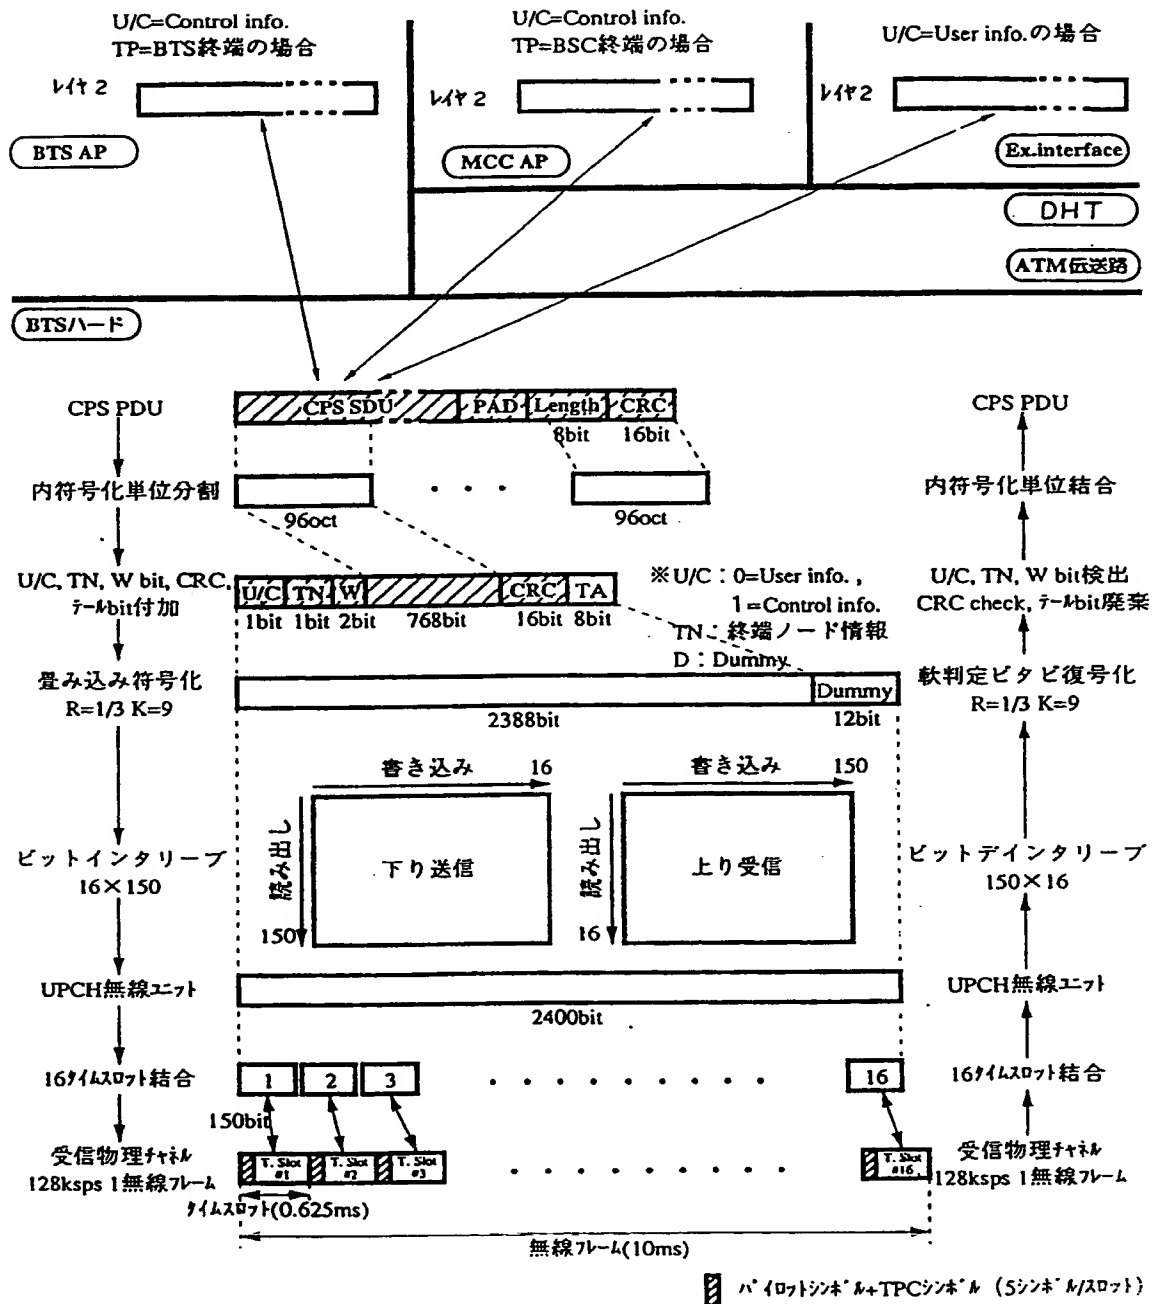 U/C=Control info.
TP=BTS終端の場合
U/C=Control info.
TP=BSC終端の場合
U/C=User info.の場合
レイヤ2
レイヤ2
レイヤ2
BTS AP
MCC AP
Ex.interface
DHT
ATM伝送路
BTSハード
CPS PDU
CPS SDU
PAD
Length
CRC
CPS PDU
8bit
16bit
内符号化単位分割
96oct
96oct
内符号化単位結合
U/C, TN, W bit, CRC,
テールbit付加
U/C
TN
W
CRC
TA
1bit
1bit
2bit
768bit
16bit
8bit
※U/C：0=User info.，
1=Control info.
TN：終端ノード情報
D：Dummy
U/C, TN, W bit検出
CRC check, テールbit廃棄
畳み込み符号化
R=1/3 K=9
Dummy
2388bit
12bit
軟判定ビタビ復号化
R=1/3 K=9
書き込み
16
読み出し
150
下り送信
書き込み
150
読み出し
16
上り受信
ビットインタリーブ
16×150
ビットデインタリーブ
150×16
UPCH無線ユニット
2400bit
UPCH無線ユニット
16タイムスロット結合
1
2
3
16
16タイムスロット結合
150bit
受信物理チャネル
128ksps 1無線フレーム
T. Slot
#1
T. Slot
#2
T. Slot
#3
T. Slot
#16
受信物理チャネル
128ksps 1無線フレーム
タイムスロット(0.625ms)
無線フレーム(10ms)
パイロットシンボル+TPCシンボル (5シンボル/スロット)